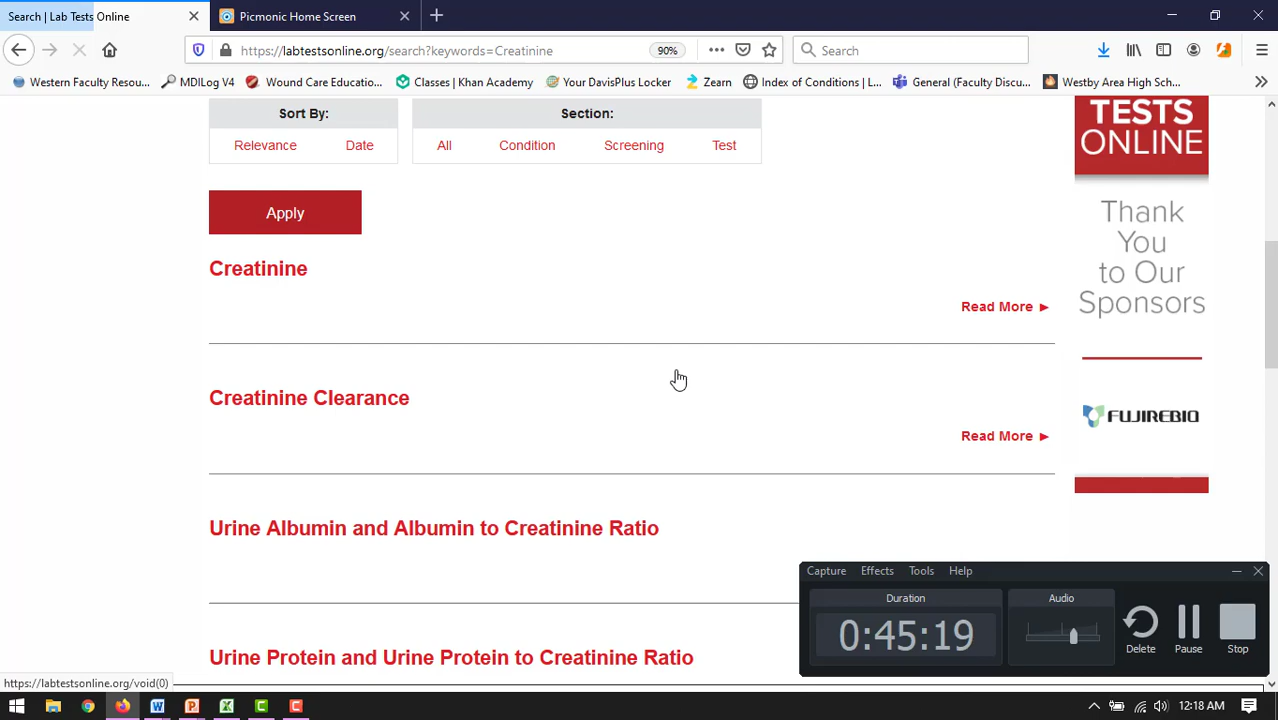 Search | Lab Tests Online
Picmonic Home Screen
https://labtestsonline.org/search?keywords=Creatinine
90%
Search
Western Faculty Resou...
MDILog V4
Wound Care Educatio...
Classes | Khan Academy
Your DavisPlus Locker
Zearn
Index of Conditions | L...
General (Faculty Discu...
Westby Area High Sch...
Sort By:
Relevance Date
Section:
All Condition Screening Test
Apply
Creatinine
Read More ►
Creatinine Clearance
Read More ►
Urine Albumin and Albumin to Creatinine Ratio
Urine Protein and Urine Protein to Creatinine Ratio
TESTS
ONLINE
Thank
You
to Our
Sponsors
FUJIREBIO
Capture Effects Tools Help
Duration
0:45:19
Audio
Delete
Pause
Stop
https://labtestsonline.org/void(0)
12:18 AM